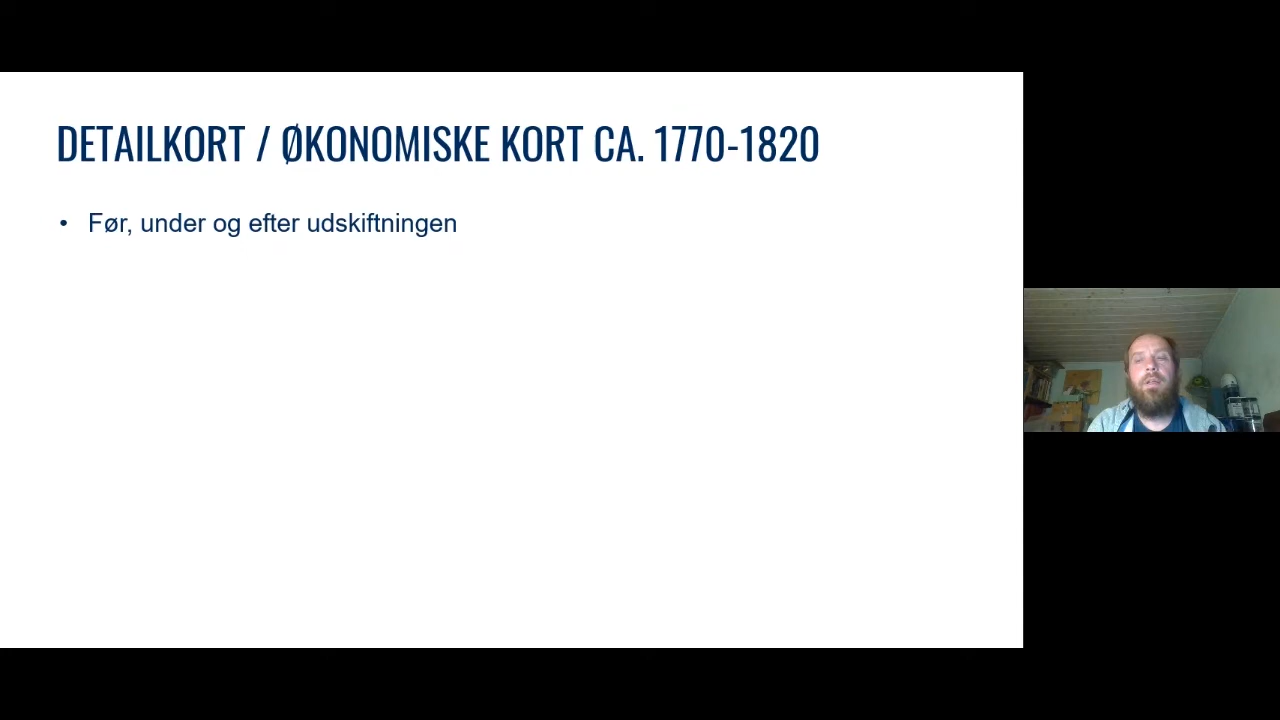 DETAILKORT / ØKONOMISKE KORT CA. 1770-1820
• Før, under og efter udskiftningen